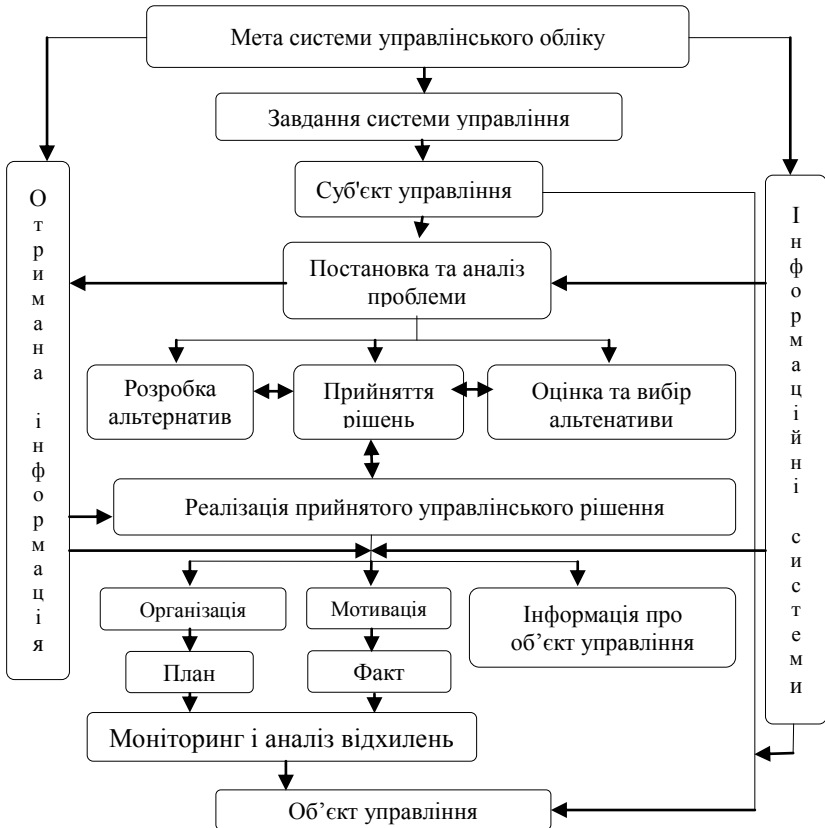 Мета системи управлінського обліку
Завдання системи управління
Суб'єкт управління
Отримана інформація
Інформаційні системи
Постановка та аналіз
проблеми
Розробка
альтернатив
Прийняття
рішень
Оцінка та вибір
альтенативи
Реалізація прийнятого управлінського рішення
Організація
Мотивація
Інформація про
об’єкт управління
План
Факт
Моніторинг і аналіз відхилень
Об’єкт управління